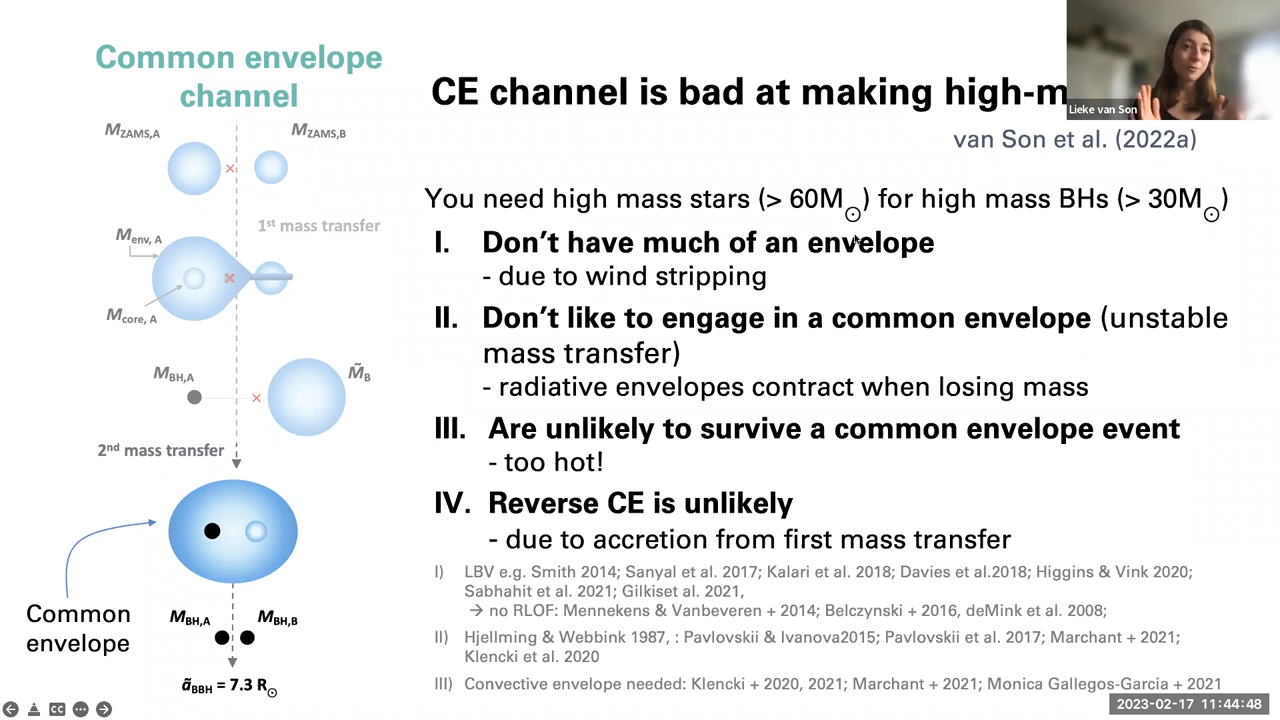 Common envelope
channel
M_ZAMS,A
M_ZAMS,B
1st mass transfer
M_env, A
M_core, A
M_BH,A
M̃_B
2nd mass transfer
Common
envelope
M_BH,A
M_BH,B
ã_BBH = 7.3 R_⊙
CE channel is bad at making high-m
Lieke van Son
van Son et al. (2022a)
You need high mass stars (> 60M_⊙) for high mass BHs (> 30M_⊙)
I. Don’t have much of an envelope
- due to wind stripping
II. Don’t like to engage in a common envelope (unstable
mass transfer)
- radiative envelopes contract when losing mass
III. Are unlikely to survive a common envelope event
- too hot!
IV. Reverse CE is unlikely
- due to accretion from first mass transfer
I) LBV e.g. Smith 2014; Sanyal et al. 2017; Kalari et al. 2018; Davies et al.2018; Higgins & Vink 2020;
Sabhahit et al. 2021; Gilkiset al. 2021,
→ no RLOF: Mennekens & Vanbeveren + 2014; Belczynski + 2016, deMink et al. 2008;
II) Hjellming & Webbink 1987, : Pavlovskii & Ivanova2015; Pavlovskii et al. 2017; Marchant + 2021;
Klencki et al. 2020
III) Convective envelope needed: Klencki + 2020, 2021; Marchant + 2021; Monica Gallegos-Garcia + 2021
CC
2023-02-17 11:44:48